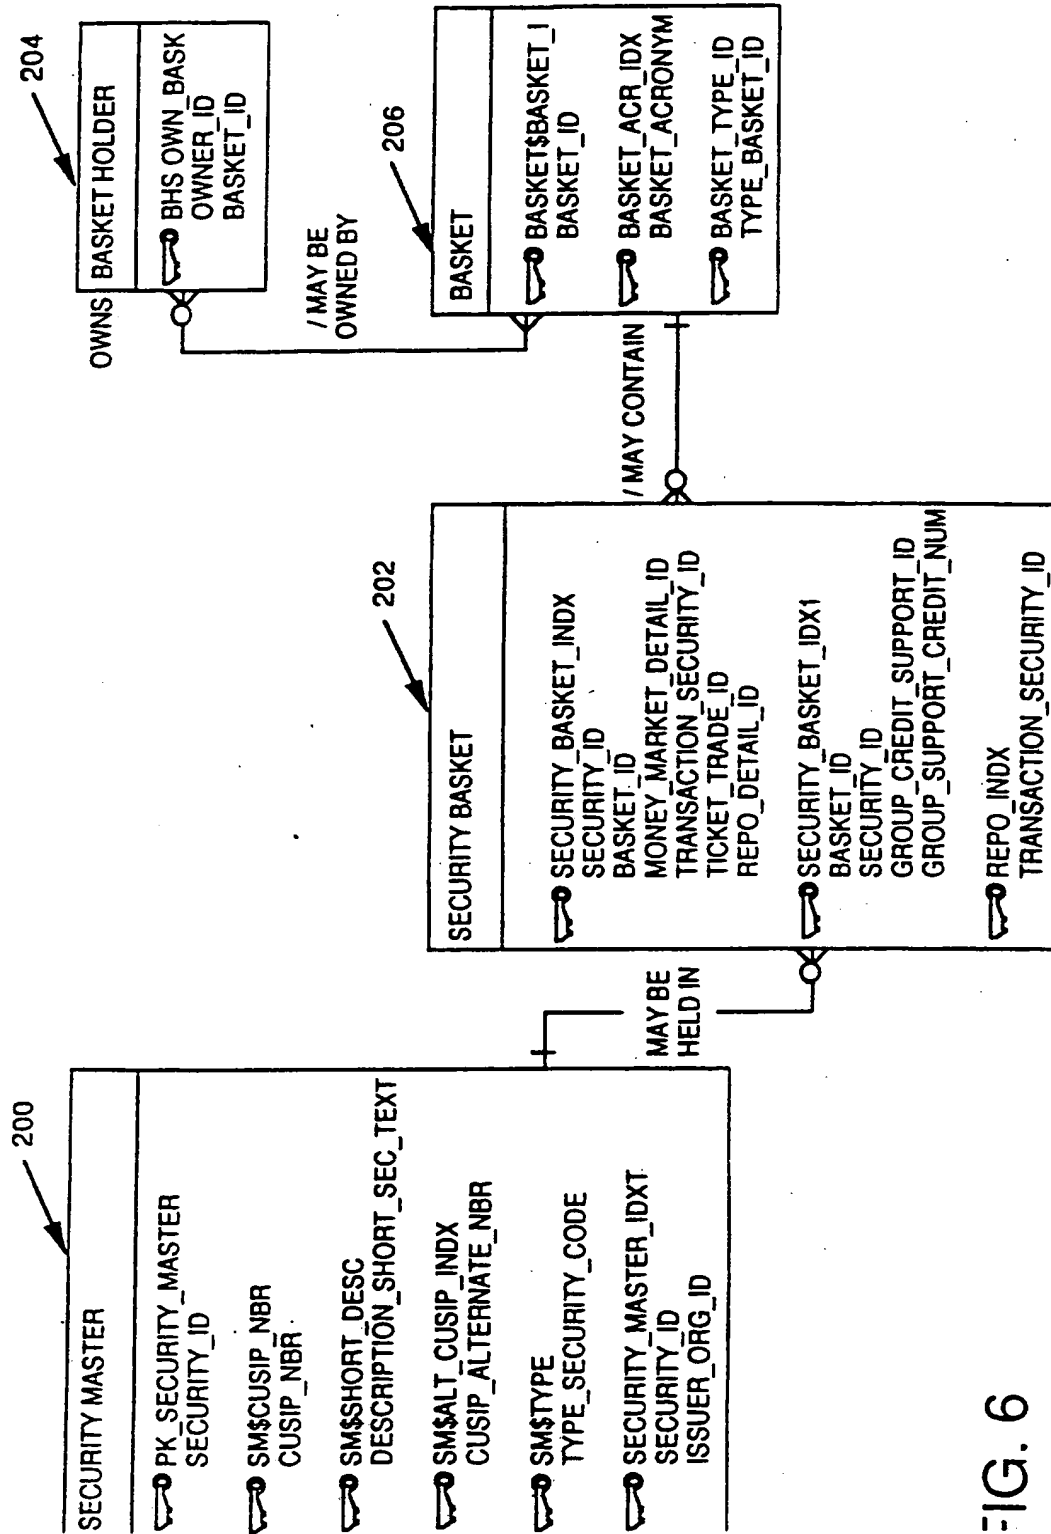 200
SECURITY MASTER
PK_SECURITY_MASTER
SECURITY_ID
SM$CUSIP_NBR
CUSIP_NBR
SM$SHORT_DESC
DESCRIPTION_SHORT_SEC_TEXT
SM$ALT_CUSIP_INDX
CUSIP_ALTERNATE_NBR
SM$TYPE
TYPE_SECURITY_CODE
SECURITY_MASTER_IDXT
SECURITY_ID
ISSUER_ORG_ID
MAY BE
HELD IN
202
SECURITY BASKET
SECURITY_BASKET_INDX
SECURITY_ID
BASKET_ID
MONEY_MARKET_DETAIL_ID
TRANSACTION_SECURITY_ID
TICKET_TRADE_ID
REPO_DETAIL_ID
SECURITY_BASKET_IDX1
BASKET_ID
SECURITY_ID
GROUP_CREDIT_SUPPORT_ID
GROUP_SUPPORT_CREDIT_NUM
REPO_INDX
TRANSACTION_SECURITY_ID
/ MAY CONTAIN
204
OWNS
BASKET HOLDER
BHS OWN_BASK
OWNER_ID
BASKET_ID
/ MAY BE
OWNED BY
206
BASKET
BASKET$BASKET_I
BASKET_ID
BASKET_ACR_IDX
BASKET_ACRONYM
BASKET_TYPE_ID
TYPE_BASKET_ID
FIG. 6